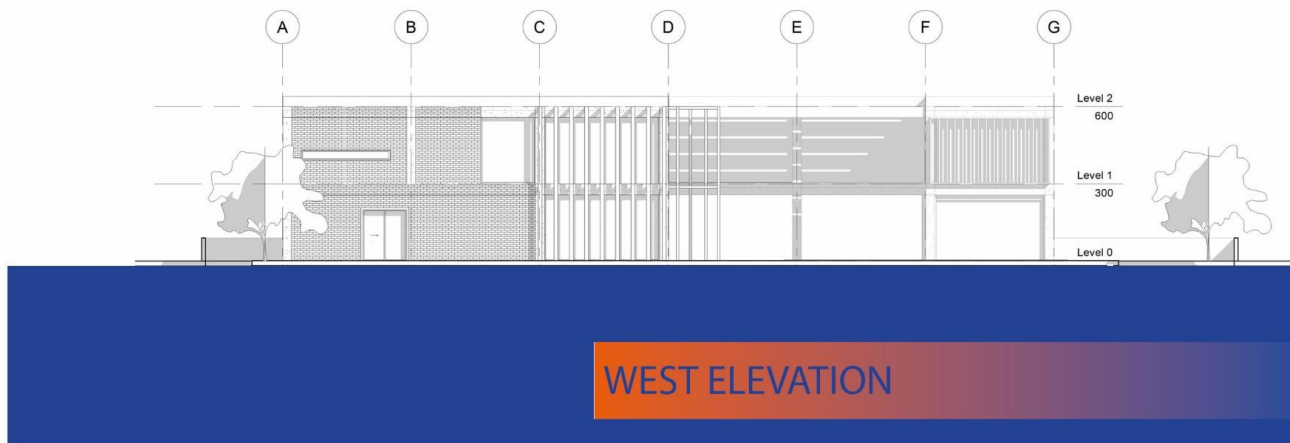 A B C D E F G
Level 2
600
Level 1
300
Level 0
WEST ELEVATION